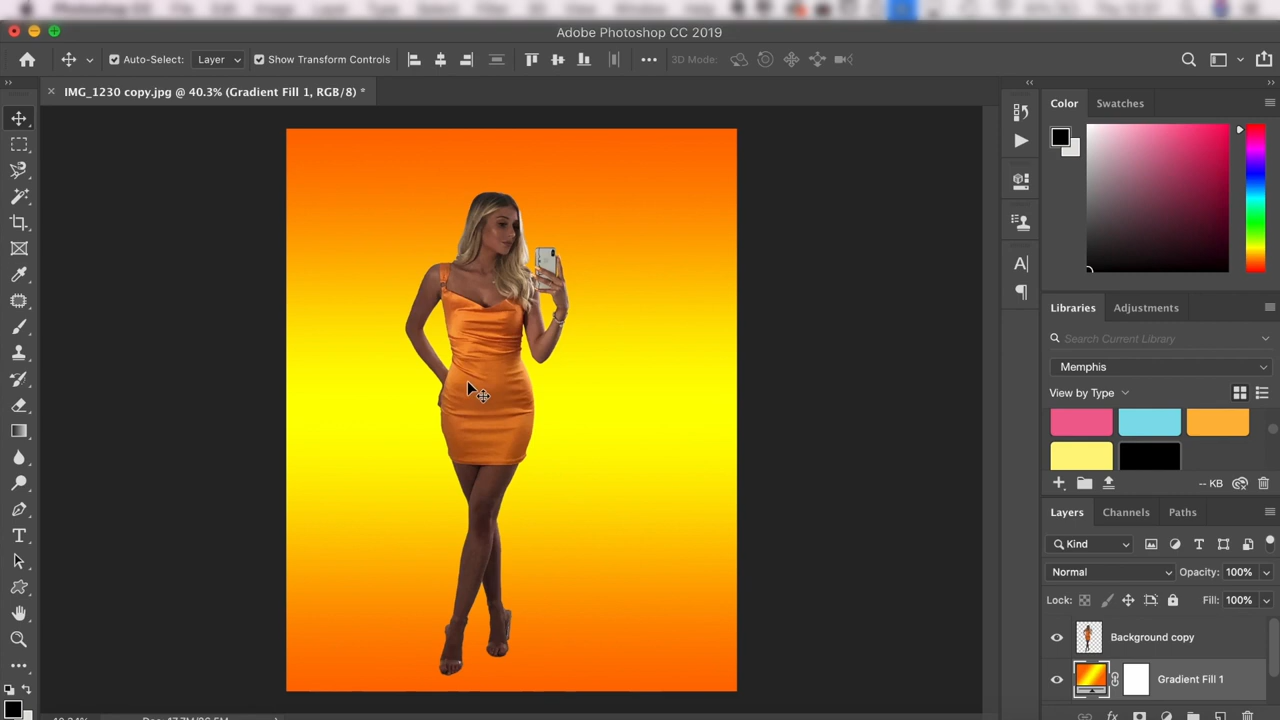 Adobe Photoshop CC 2019
Auto-Select: Layer Show Transform Controls 3D Mode:
IMG_1230 copy.jpg @ 40.3% (Gradient Fill 1, RGB/8) *
Color Swatches
Libraries Adjustments
Search Current Library
Memphis
View by Type
-- KB
Layers Channels Paths
Kind
Normal Opacity: 100%
Lock: Fill: 100%
Background copy
Gradient Fill 1